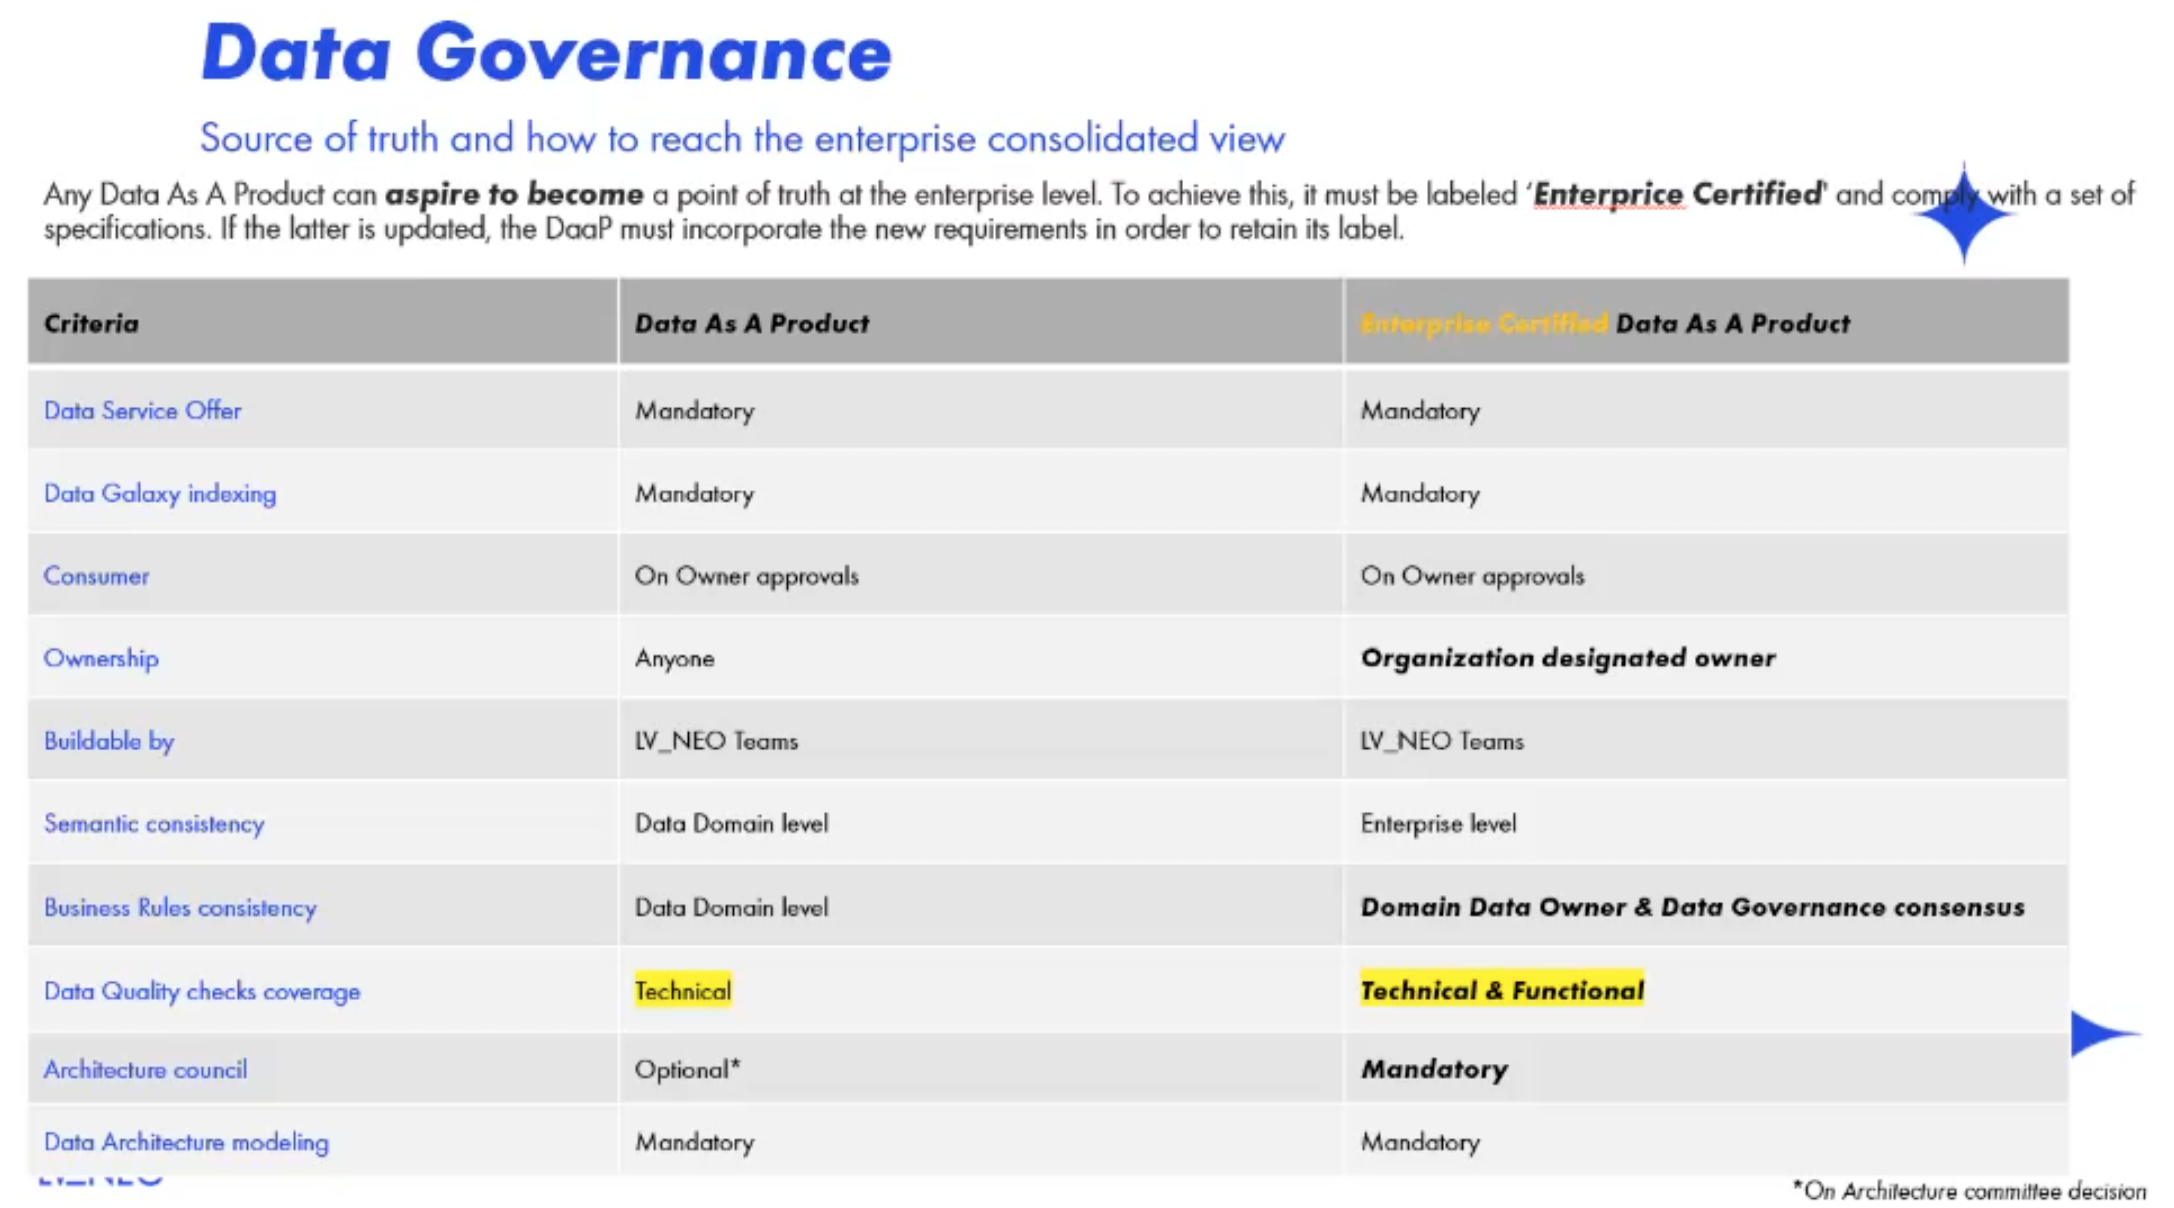 Data Governance
Source of truth and how to reach the enterprise consolidated view
Any Data As A Product can aspire to become a point of truth at the enterprise level. To achieve this, it must be labeled ‘Enterprice Certified' and comply with a set of
specifications. If the latter is updated, the DaaP must incorporate the new requirements in order to retain its label.
Criteria Data As A Product Enterprise Certified Data As A Product
Data Service Offer Mandatory Mandatory
Data Galaxy indexing Mandatory Mandatory
Consumer On Owner approvals On Owner approvals
Ownership Anyone Organization designated owner
Buildable by LV_NEO Teams LV_NEO Teams
Semantic consistency Data Domain level Enterprise level
Business Rules consistency Data Domain level Domain Data Owner & Data Governance consensus
Data Quality checks coverage Technical Technical & Functional
Architecture council Optional* Mandatory
Data Architecture modeling Mandatory Mandatory
LV_NEO
*On Architecture committee decision